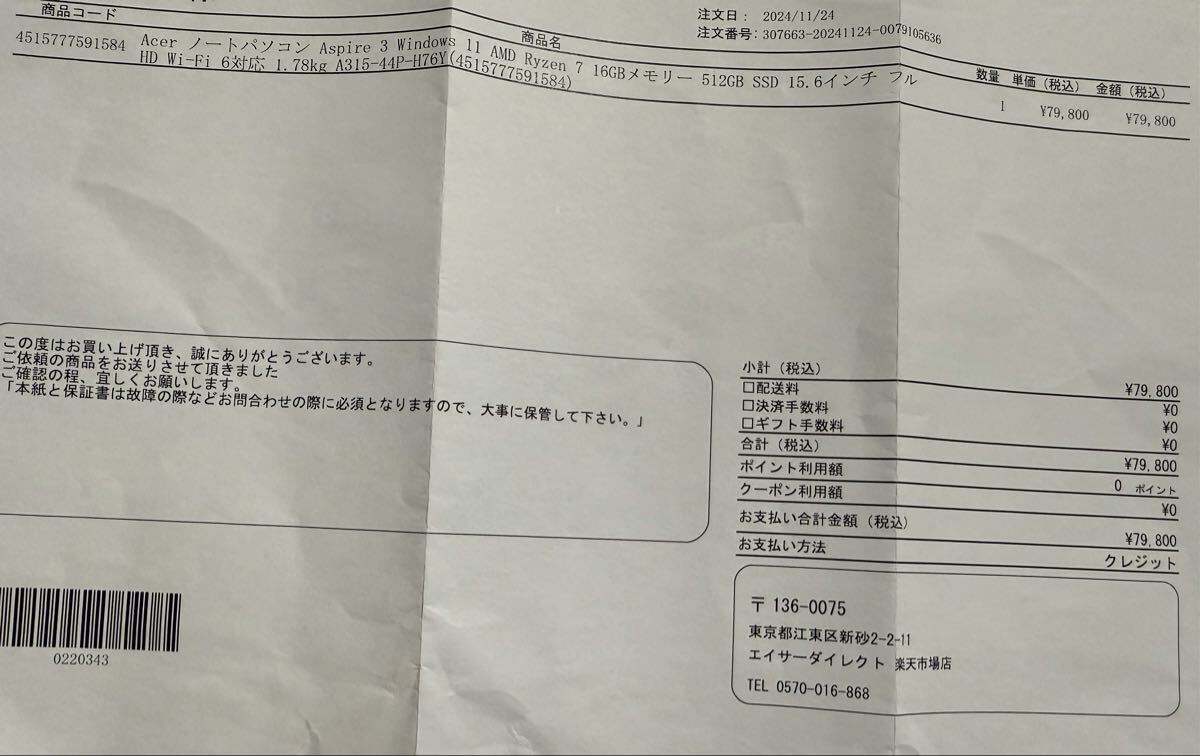 注文日： 2024/11/24
注文番号: 307663-20241124-0079105636
商品コード 商品名 数量 単価（税込） 金額（税込）
4515777591584 Acer ノートパソコン Aspire 3 Windows 11 AMD Ryzen 7 16GBメモリー 512GB SSD 15.6インチ フル
HD Wi-Fi 6対応 1.78kg A315-44P-H76Y(4515777591584)
1 ¥79,800 ¥79,800
この度はお買い上げ頂き、誠にありがとうございます。
ご依頼の商品をお送りさせて頂きました
ご確認の程、宜しくお願いします。
「本紙と保証書は故障の際などお問合わせの際に必須となりますので、大事に保管して下さい。」
小計（税込） ¥79,800
□配送料 ¥0
□決済手数料 ¥0
□ギフト手数料 ¥0
合計（税込） ¥79,800
ポイント利用額 0 ポイント
クーポン利用額 ¥0
お支払い合計金額（税込） ¥79,800
お支払い方法 クレジット
〒136-0075
東京都江東区新砂2-2-11
エイサーダイレクト 楽天市場店
TEL 0570-016-868
0220343